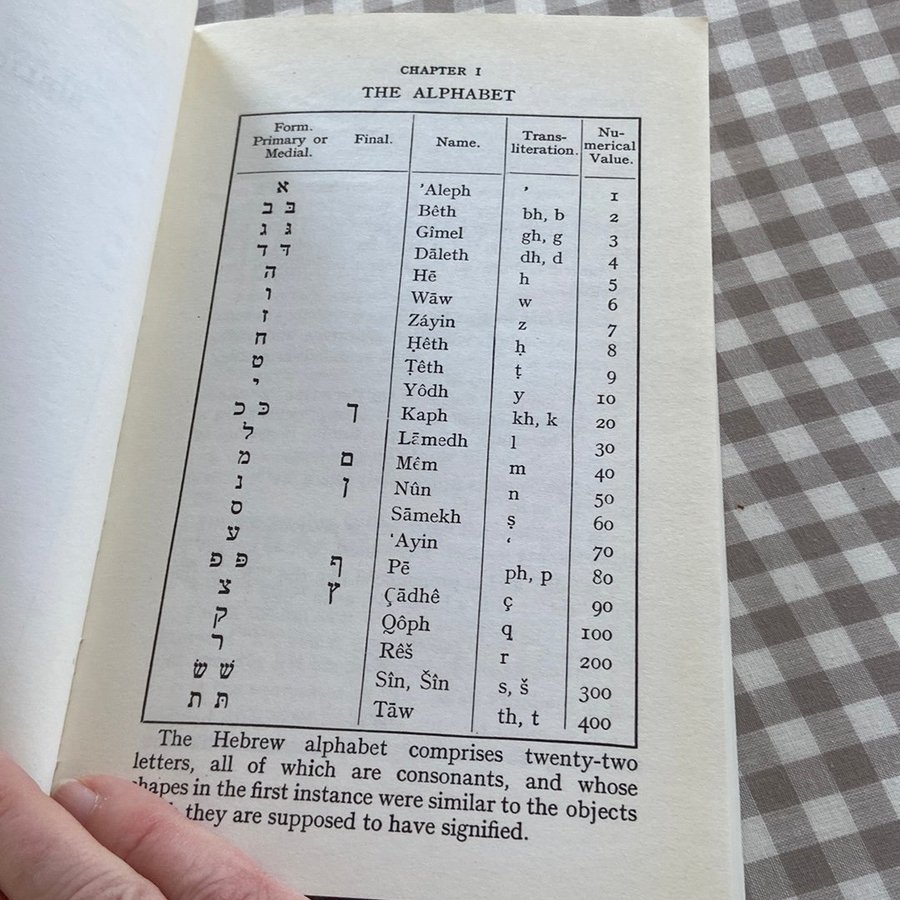 CHAPTER I
THE ALPHABET
Form. Primary or Medial. Final. Name. Trans-literation. Nu-merical Value.
א ʾAleph ʾ 1
ב בּ Bêth bh, b 2
ג גּ Gîmel gh, g 3
ד דּ Dāleth dh, d 4
ה Hē h 5
ו Wāw w 6
ז Záyin z 7
ח Ḥêth ḥ 8
ט Ṭêth ṭ 9
י Yôdh y 10
כ כּ ך Kaph kh, k 20
ל Lāmedh l 30
מ ם Mêm m 40
נ ן Nûn n 50
ס Sāmekh ṣ 60
ע ʿAyin ʿ 70
פ פּ ף Pē ph, p 80
צ ץ Çādhê ç 90
ק Qôph q 100
ר Rêš r 200
שׂ שׁ Sîn, Šîn s, š 300
ת תּ Tāw th, t 400
The Hebrew alphabet comprises twenty-two
letters, all of which are consonants, and whose
shapes in the first instance were similar to the objects
they are supposed to have signified.